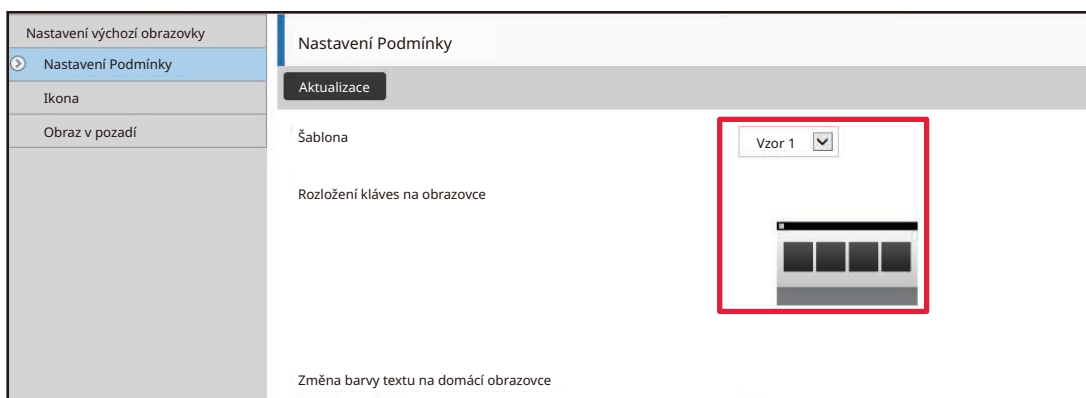 Nastavení výchozí obrazovky
Nastavení Podmínky
Ikona
Obraz v pozadí
Nastavení Podmínky
Aktualizace
Šablona
Vzor 1
Rozložení kláves na obrazovce
Změna barvy textu na domácí obrazovce